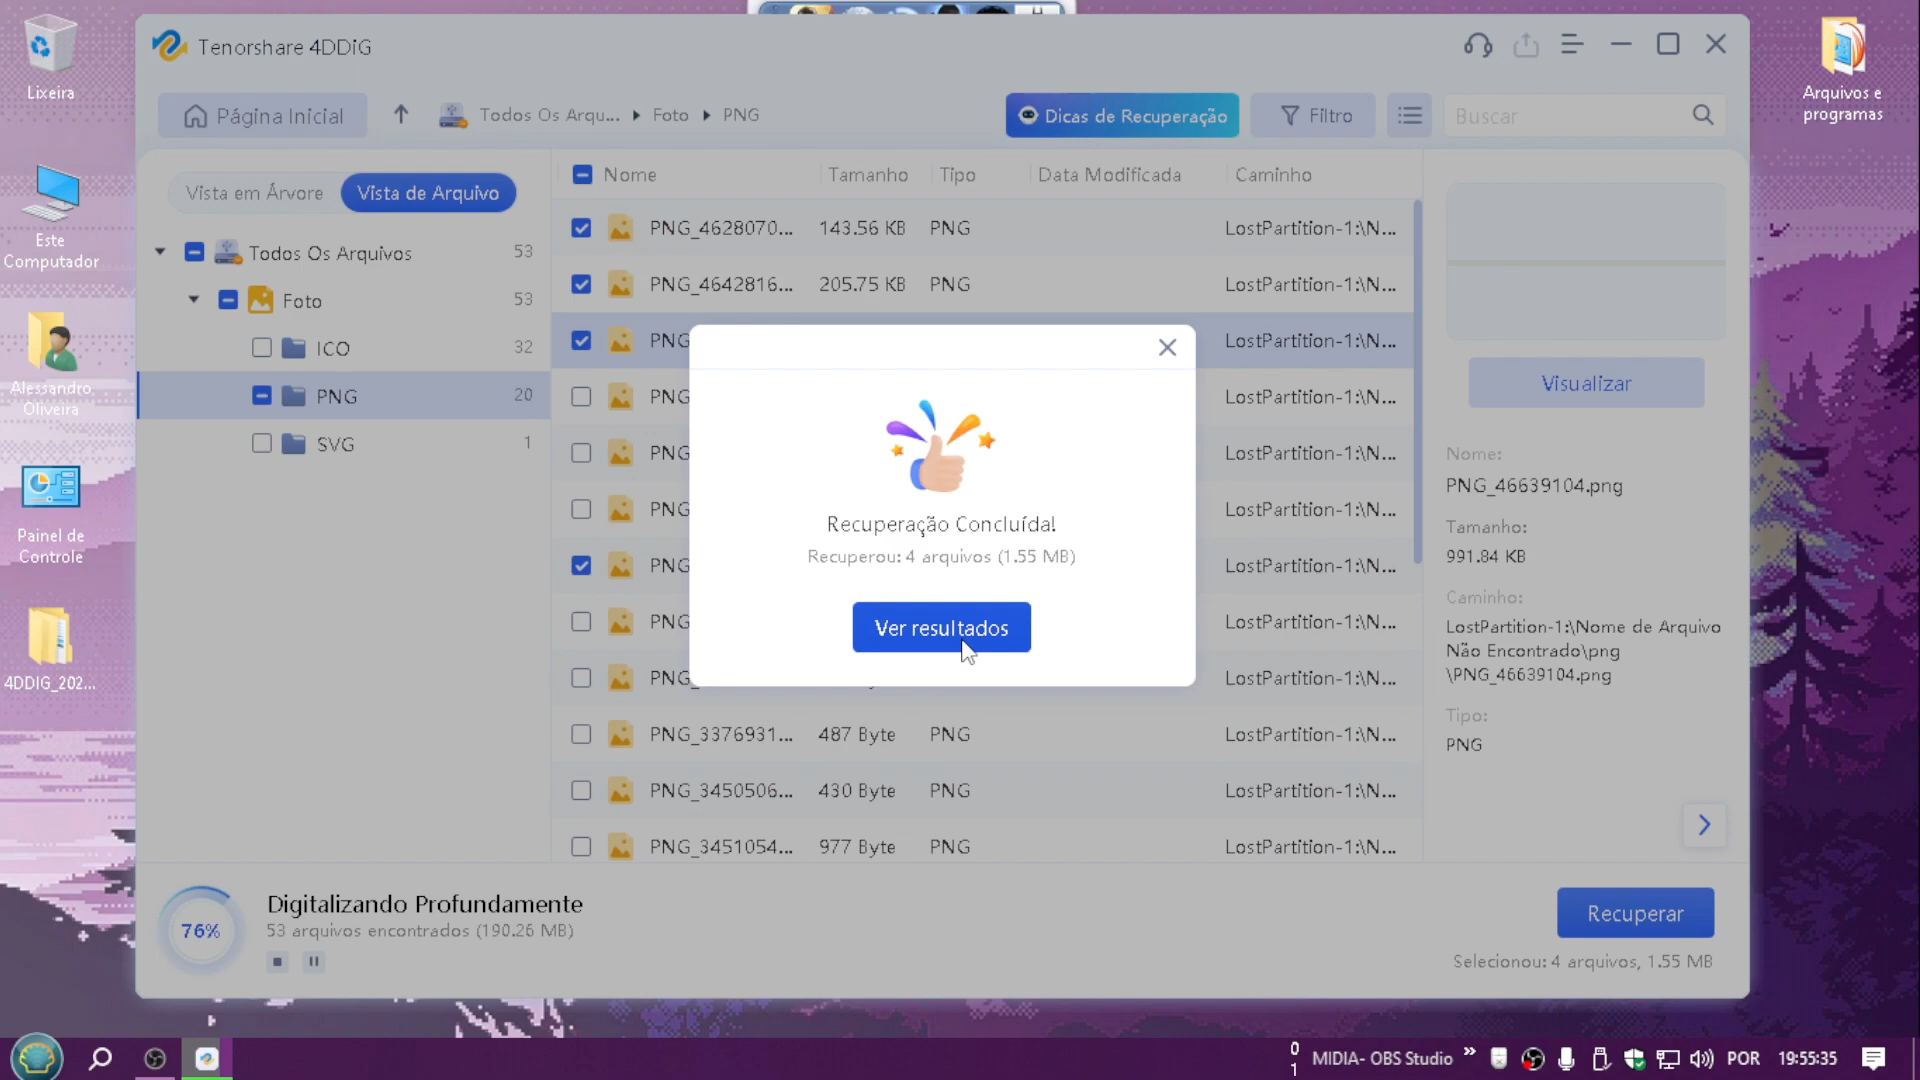 Tenorshare 4DDiG
Página Inicial
Todos Os Arqu... Foto PNG
Dicas de Recuperação
Filtro
Buscar
Vista em Árvore
Vista de Arquivo
Todos Os Arquivos 53
Foto 53
ICO 32
PNG 20
SVG 1
Nome Tamanho Tipo Data Modificada Caminho
PNG_4628070... 143.56 KB PNG LostPartition-1:\N...
PNG_4642816... 205.75 KB PNG LostPartition-1:\N...
PNG LostPartition-1:\N...
PNG LostPartition-1:\N...
PNG LostPartition-1:\N...
PNG LostPartition-1:\N...
PNG LostPartition-1:\N...
PNG LostPartition-1:\N...
PNG LostPartition-1:\N...
PNG_3376931... 487 Byte PNG LostPartition-1:\N...
PNG_3450506... 430 Byte PNG LostPartition-1:\N...
PNG_3451054... 977 Byte PNG LostPartition-1:\N...
Recuperação Concluída!
Recuperou: 4 arquivos (1.55 MB)
Ver resultados
Visualizar
Nome:
PNG_46639104.png
Tamanho:
991.84 KB
Caminho:
LostPartition-1:\Nome de Arquivo
Não Encontrado\png
\PNG_46639104.png
Tipo:
PNG
76%
Digitalizando Profundamente
53 arquivos encontrados (190.26 MB)
Recuperar
Selecionou: 4 arquivos, 1.55 MB
Lixeira
Este
Computador
Alessandro
Oliveira
Painel de
Controle
4DDIG_202...
Arquivos e
programas
0
1
MIDIA- OBS Studio
POR
19:55:35